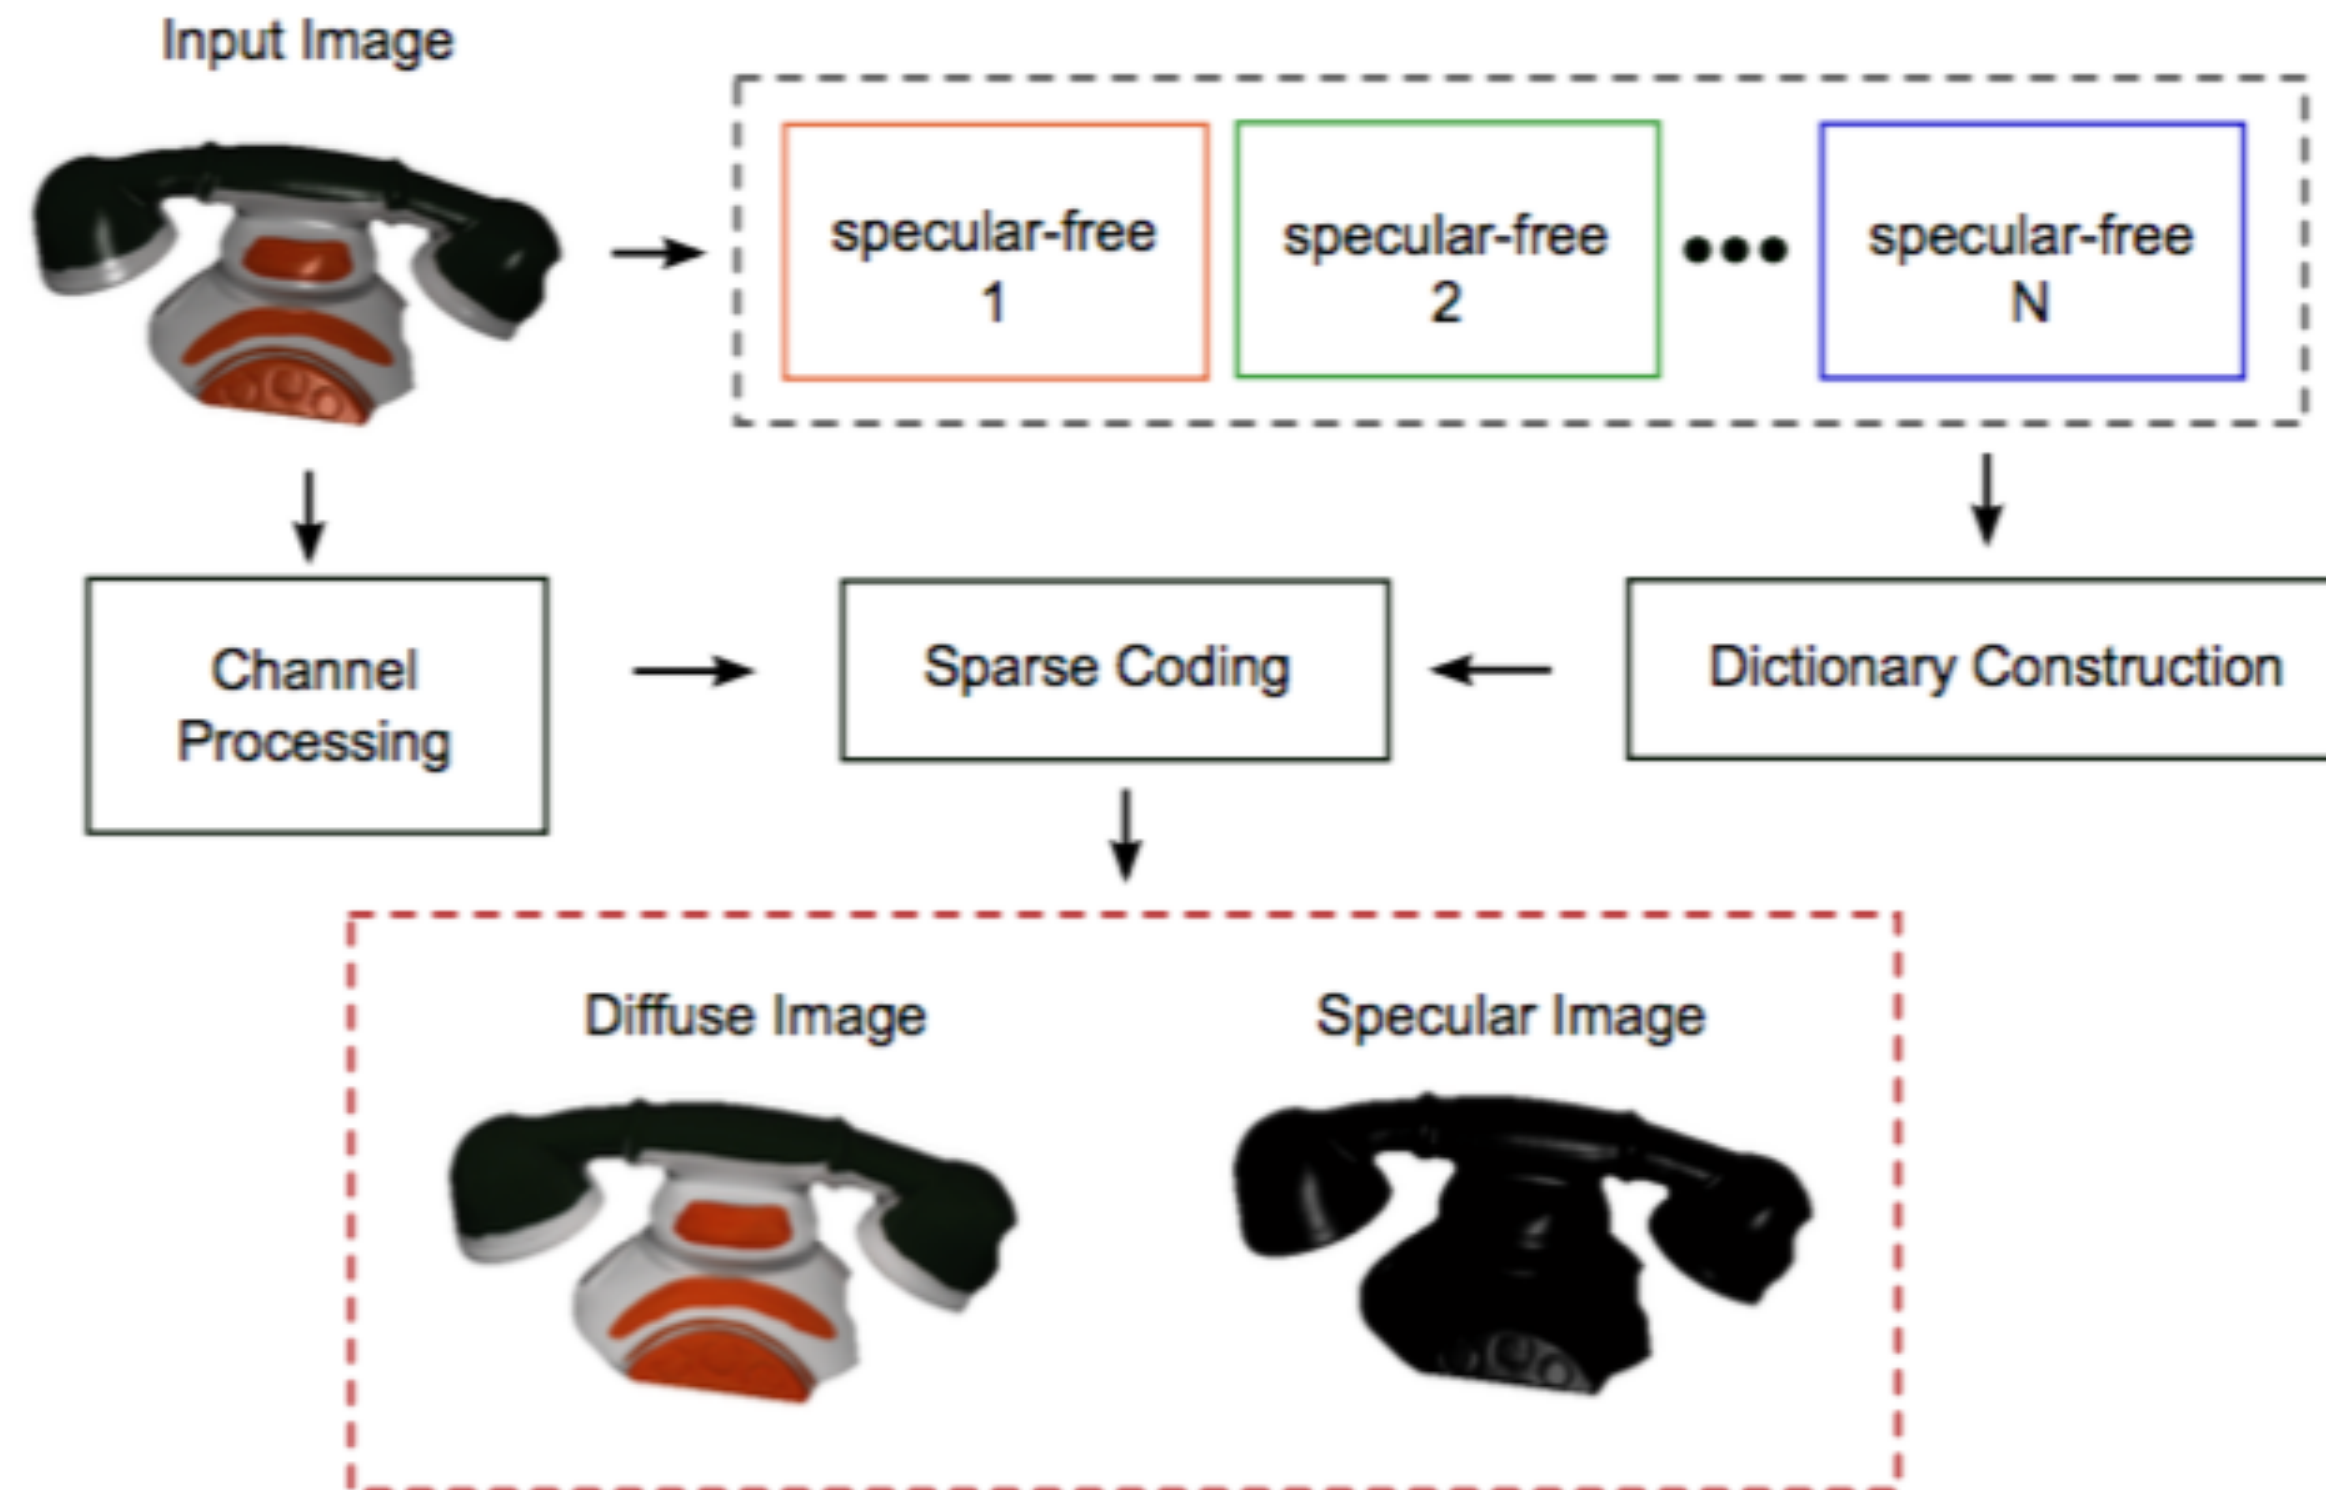 Input Image
specular-free
1
specular-free
2
specular-free
N
Channel
Processing
Sparse Coding
Dictionary Construction
Diffuse Image
Specular Image